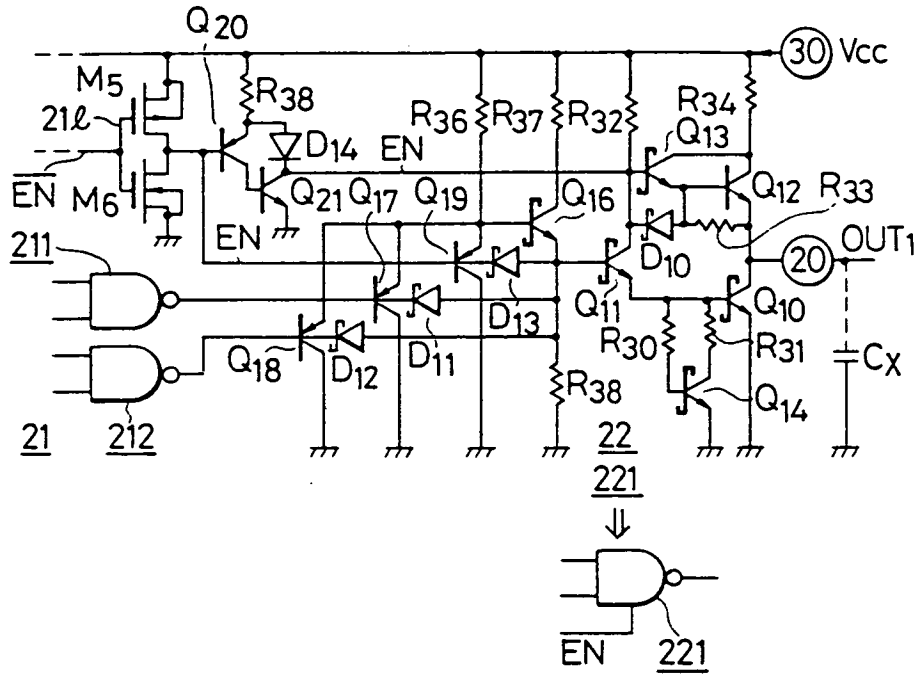 Q20
30 Vcc
M5
R38
R36 R37 R32 R34
21ℓ
D14
EN
Q13
E̅N̅
M6
Q21 Q17 Q19
Q16
Q12
R33
EN
D10
20 OUT1
211
D13
Q11
Q10
Q18 D12 D11
R30 R31
CX
R38
Q14
21 212
22
221
⇓
E̅N̅ 221